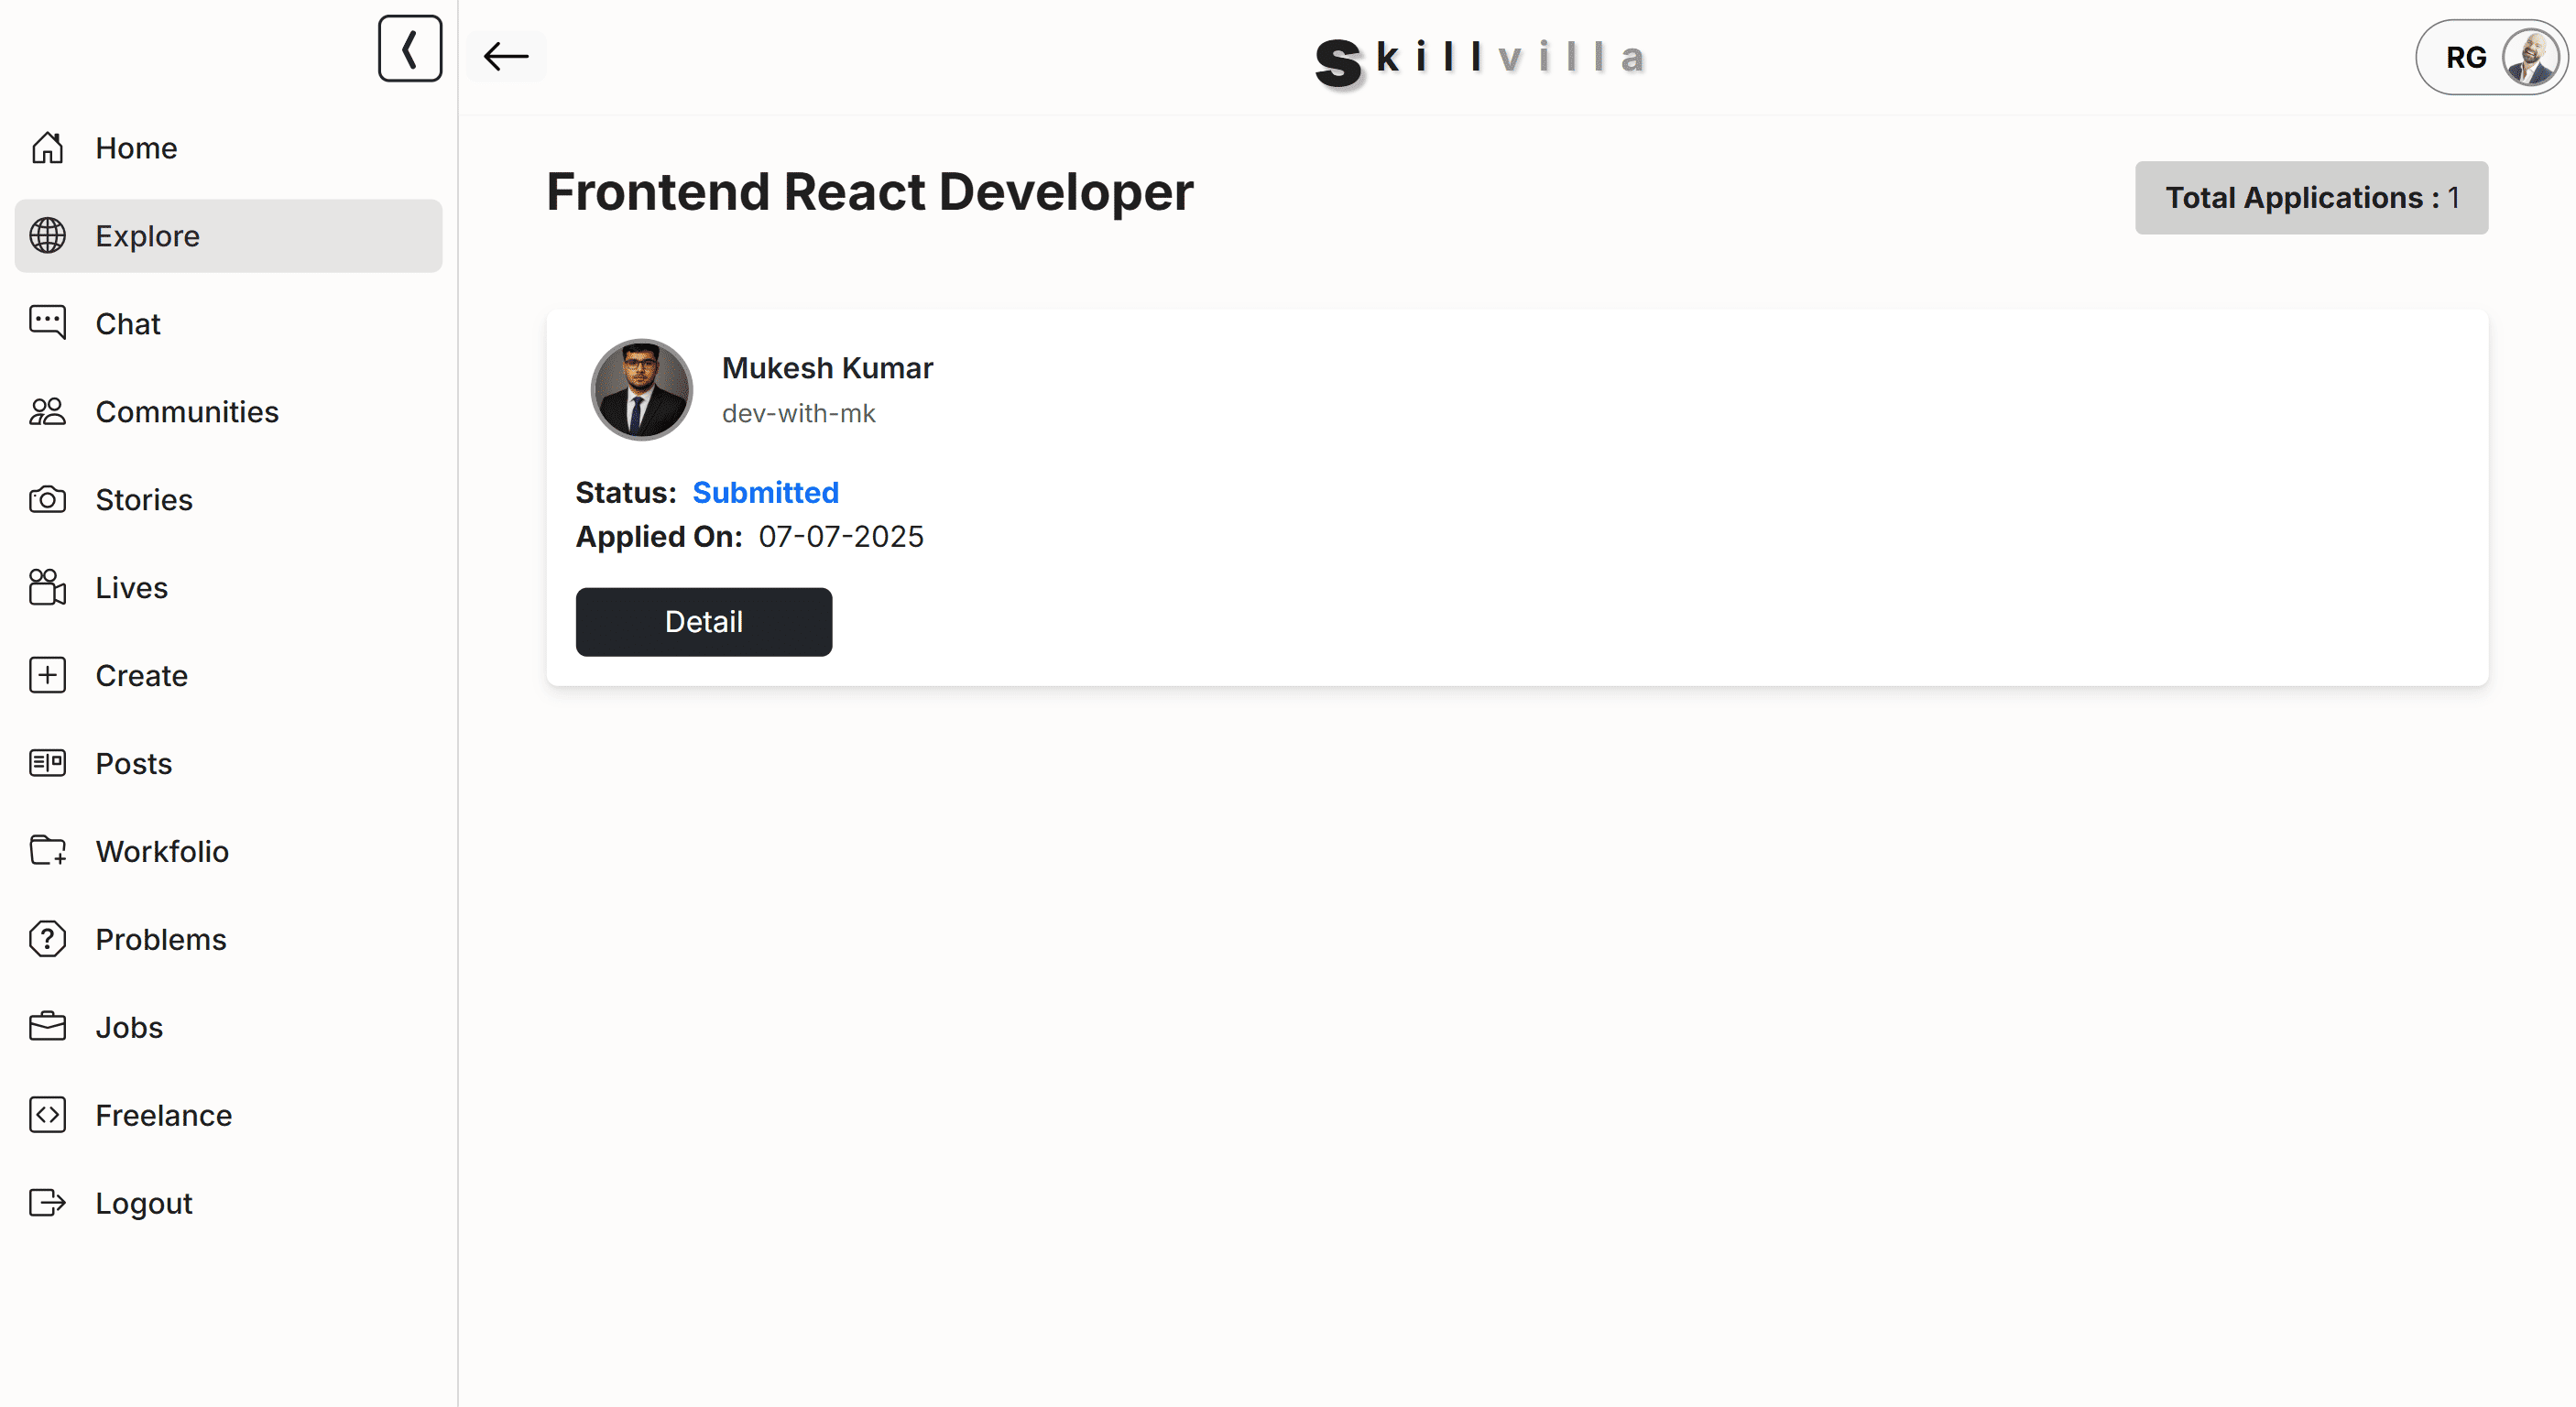 Skillvilla
RG
Home
Explore
Chat
Communities
Stories
Lives
Create
Posts
Workfolio
Problems
Jobs
Freelance
Logout
Frontend React Developer
Total Applications : 1
Mukesh Kumar
dev-with-mk
Status: Submitted
Applied On: 07-07-2025
Detail